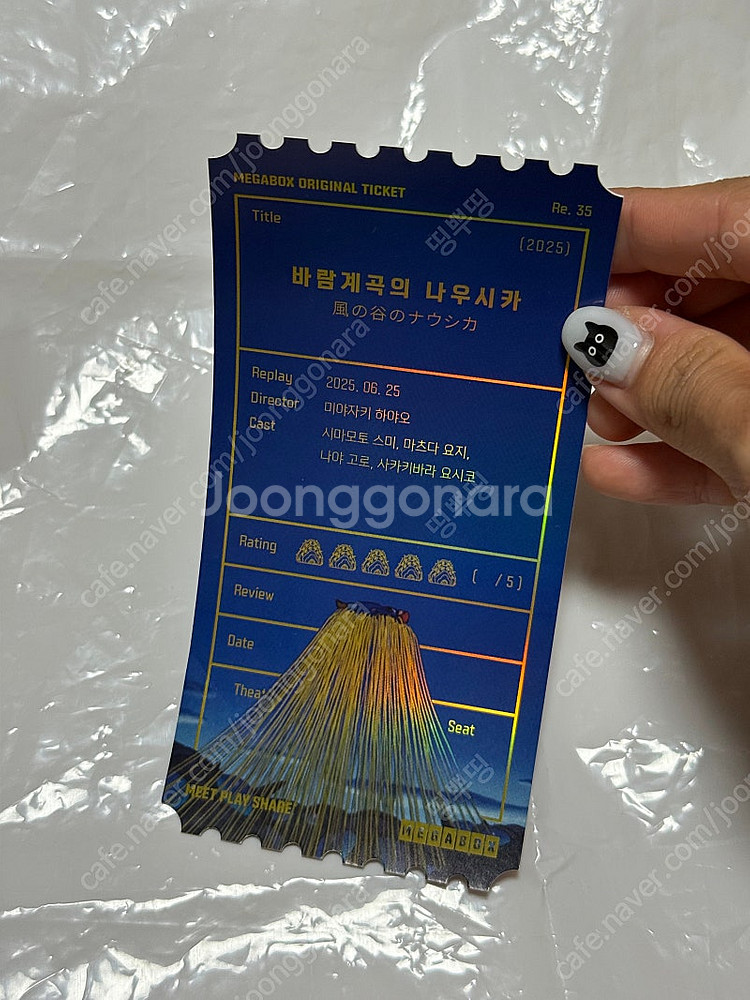 MEGABOX ORIGINAL TICKET
Re. 35
Title
(2025)
바람계곡의 나우시카
風の谷のナウシカ
Replay 2025. 06. 25
Director 미야자키 하야오
Cast 시마모토 스미, 마츠다 요지,
나야 고로, 사카키바라 요시코
Joonggonara
Rating ( /5)
Review
Date
Seat
MEET PLAY SHARE
MEGABOX
cafe.naver.com/joonggonara
띵뿌띵